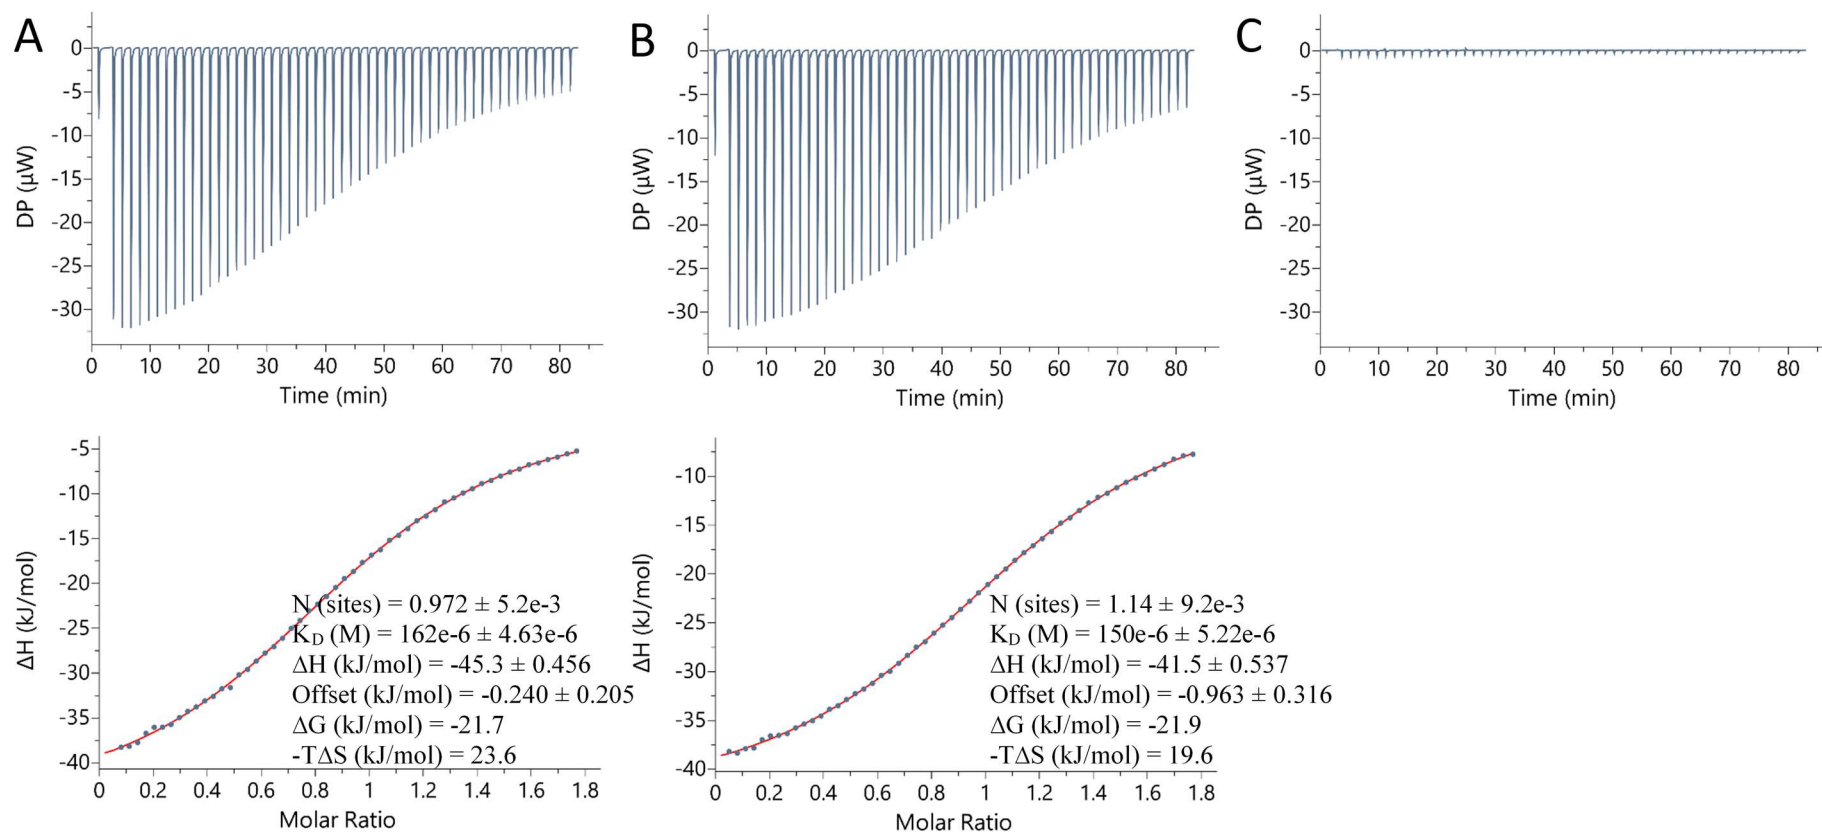 A
0
-5
-10
-15
-20
-25
-30
DP (µW)
0 10 20 30 40 50 60 70 80
Time (min)
B
0
-5
-10
-15
-20
-25
-30
DP (µW)
0 10 20 30 40 50 60 70 80
Time (min)
C
0
-5
-10
-15
-20
-25
-30
DP (µW)
0 10 20 30 40 50 60 70 80
Time (min)
-5
-10
-15
-20
-25
-30
-35
-40
ΔH (kJ/mol)
N (sites) = 0.972 ± 5.2e-3
K_D (M) = 162e-6 ± 4.63e-6
ΔH (kJ/mol) = -45.3 ± 0.456
Offset (kJ/mol) = -0.240 ± 0.205
ΔG (kJ/mol) = -21.7
-TΔS (kJ/mol) = 23.6
0 0.2 0.4 0.6 0.8 1 1.2 1.4 1.6 1.8
Molar Ratio
-10
-15
-20
-25
-30
-35
-40
ΔH (kJ/mol)
N (sites) = 1.14 ± 9.2e-3
K_D (M) = 150e-6 ± 5.22e-6
ΔH (kJ/mol) = -41.5 ± 0.537
Offset (kJ/mol) = -0.963 ± 0.316
ΔG (kJ/mol) = -21.9
-TΔS (kJ/mol) = 19.6
0 0.2 0.4 0.6 0.8 1 1.2 1.4 1.6 1.8
Molar Ratio